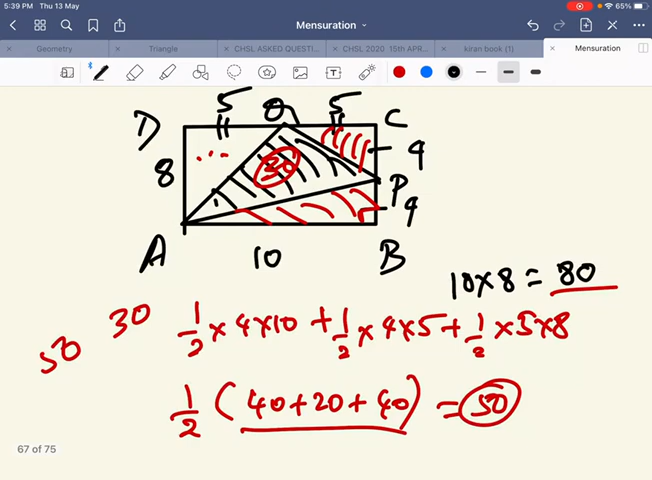 5:39 PM Thu 13 May
65%
Mensuration
Geometry
Triangle
CHSL ASKED QUESTI...
CHSL 2020 15th APR...
kiran book (1)
Mensuration
5 5
D O C
8 30 4
P
4
A 10 B
10×8 = 80
50 30 1/2 × 4×10 + 1/2 × 4×5 + 1/2 × 5×8
1/2 (40+20+40) = 50
67 of 75